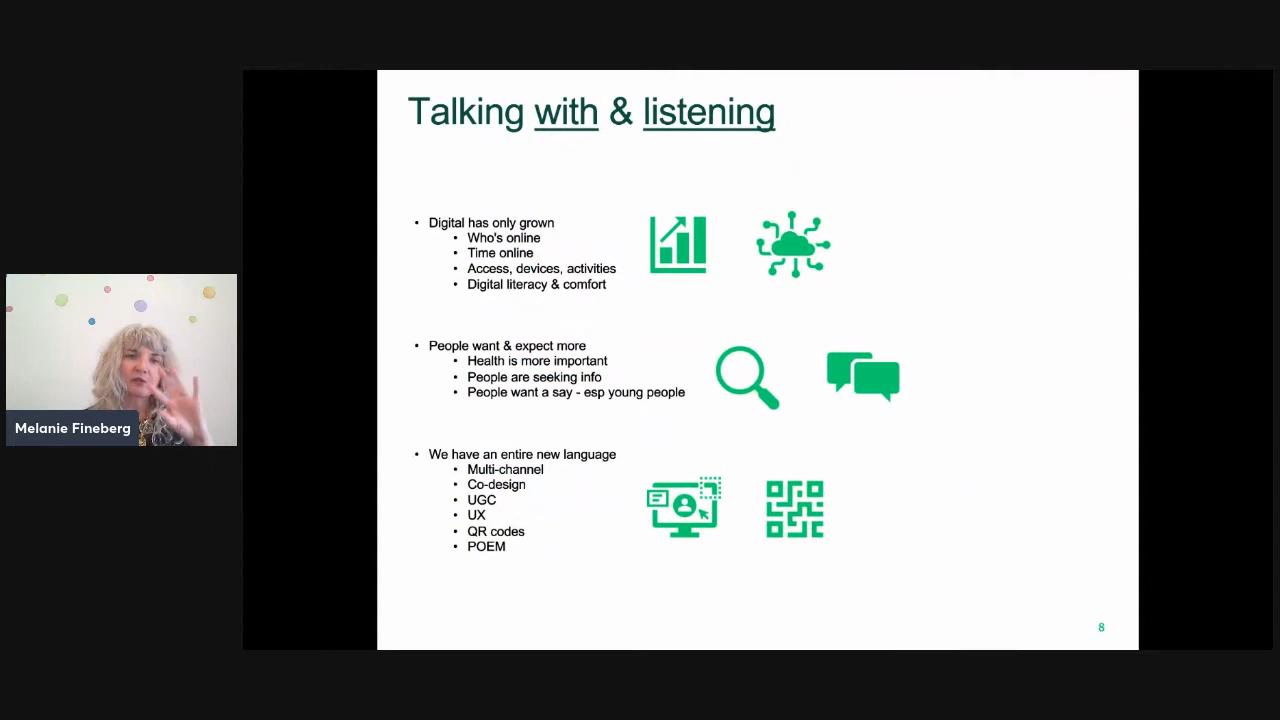 Talking with & listening
• Digital has only grown
• Who's online
• Time online
• Access, devices, activities
• Digital literacy & comfort
• People want & expect more
• Health is more important
• People are seeking info
• People want a say - esp young people
• We have an entire new language
• Multi-channel
• Co-design
• UGC
• UX
• QR codes
• POEM
8
Melanie Fineberg